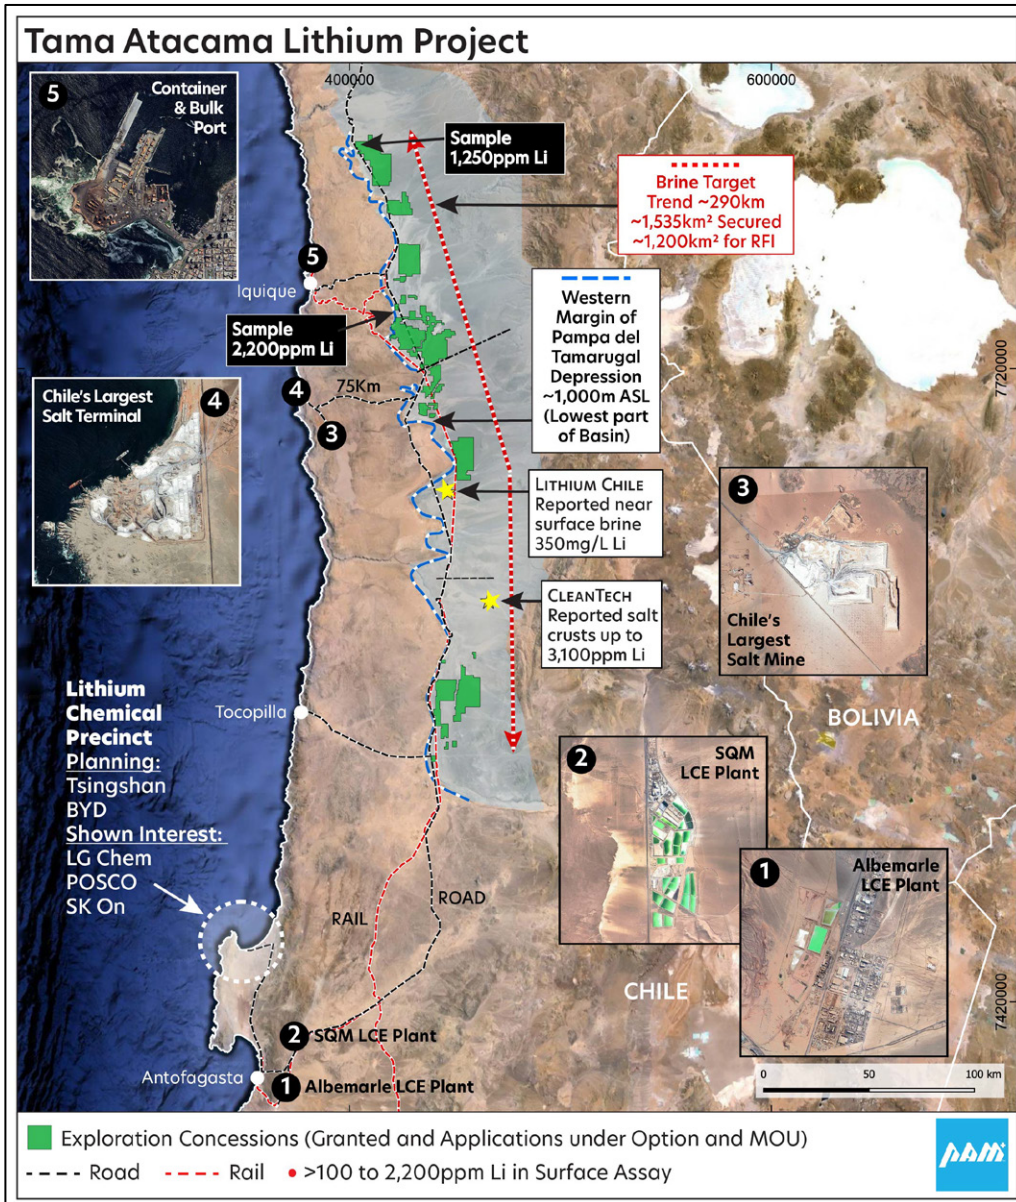 Tama Atacama Lithium Project
400000
600000
5
Container
& Bulk
Port
Sample
1,250ppm Li
Brine Target
Trend ~290km
~1,535km² Secured
~1,200km² for RFI
5
Iquique
Sample
2,200ppm Li
Western
Margin of
Pampa del
Tamarugal
Depression
~1,000m ASL
(Lowest part
of Basin)
7720000
4
75Km
3
Chile's Largest
Salt Terminal
4
LITHIUM CHILE
Reported near
surface brine
350mg/L Li
3
Chile's
Largest
Salt Mine
CLEANTECH
Reported salt
crusts up to
3,100ppm Li
Lithium
Chemical
Precinct
Planning:
Tsingshan
BYD
Shown Interest:
LG Chem
POSCO
SK On
Tocopilla
BOLIVIA
2
SQM
LCE Plant
1
Albemarle
LCE Plant
RAIL
ROAD
CHILE
7420000
2
SQM LCE Plant
Antofagasta
1
Albemarle LCE Plant
0
50
100 km
Exploration Concessions (Granted and Applications under Option and MOU)
Road
Rail
>100 to 2,200ppm Li in Surface Assay
PAM